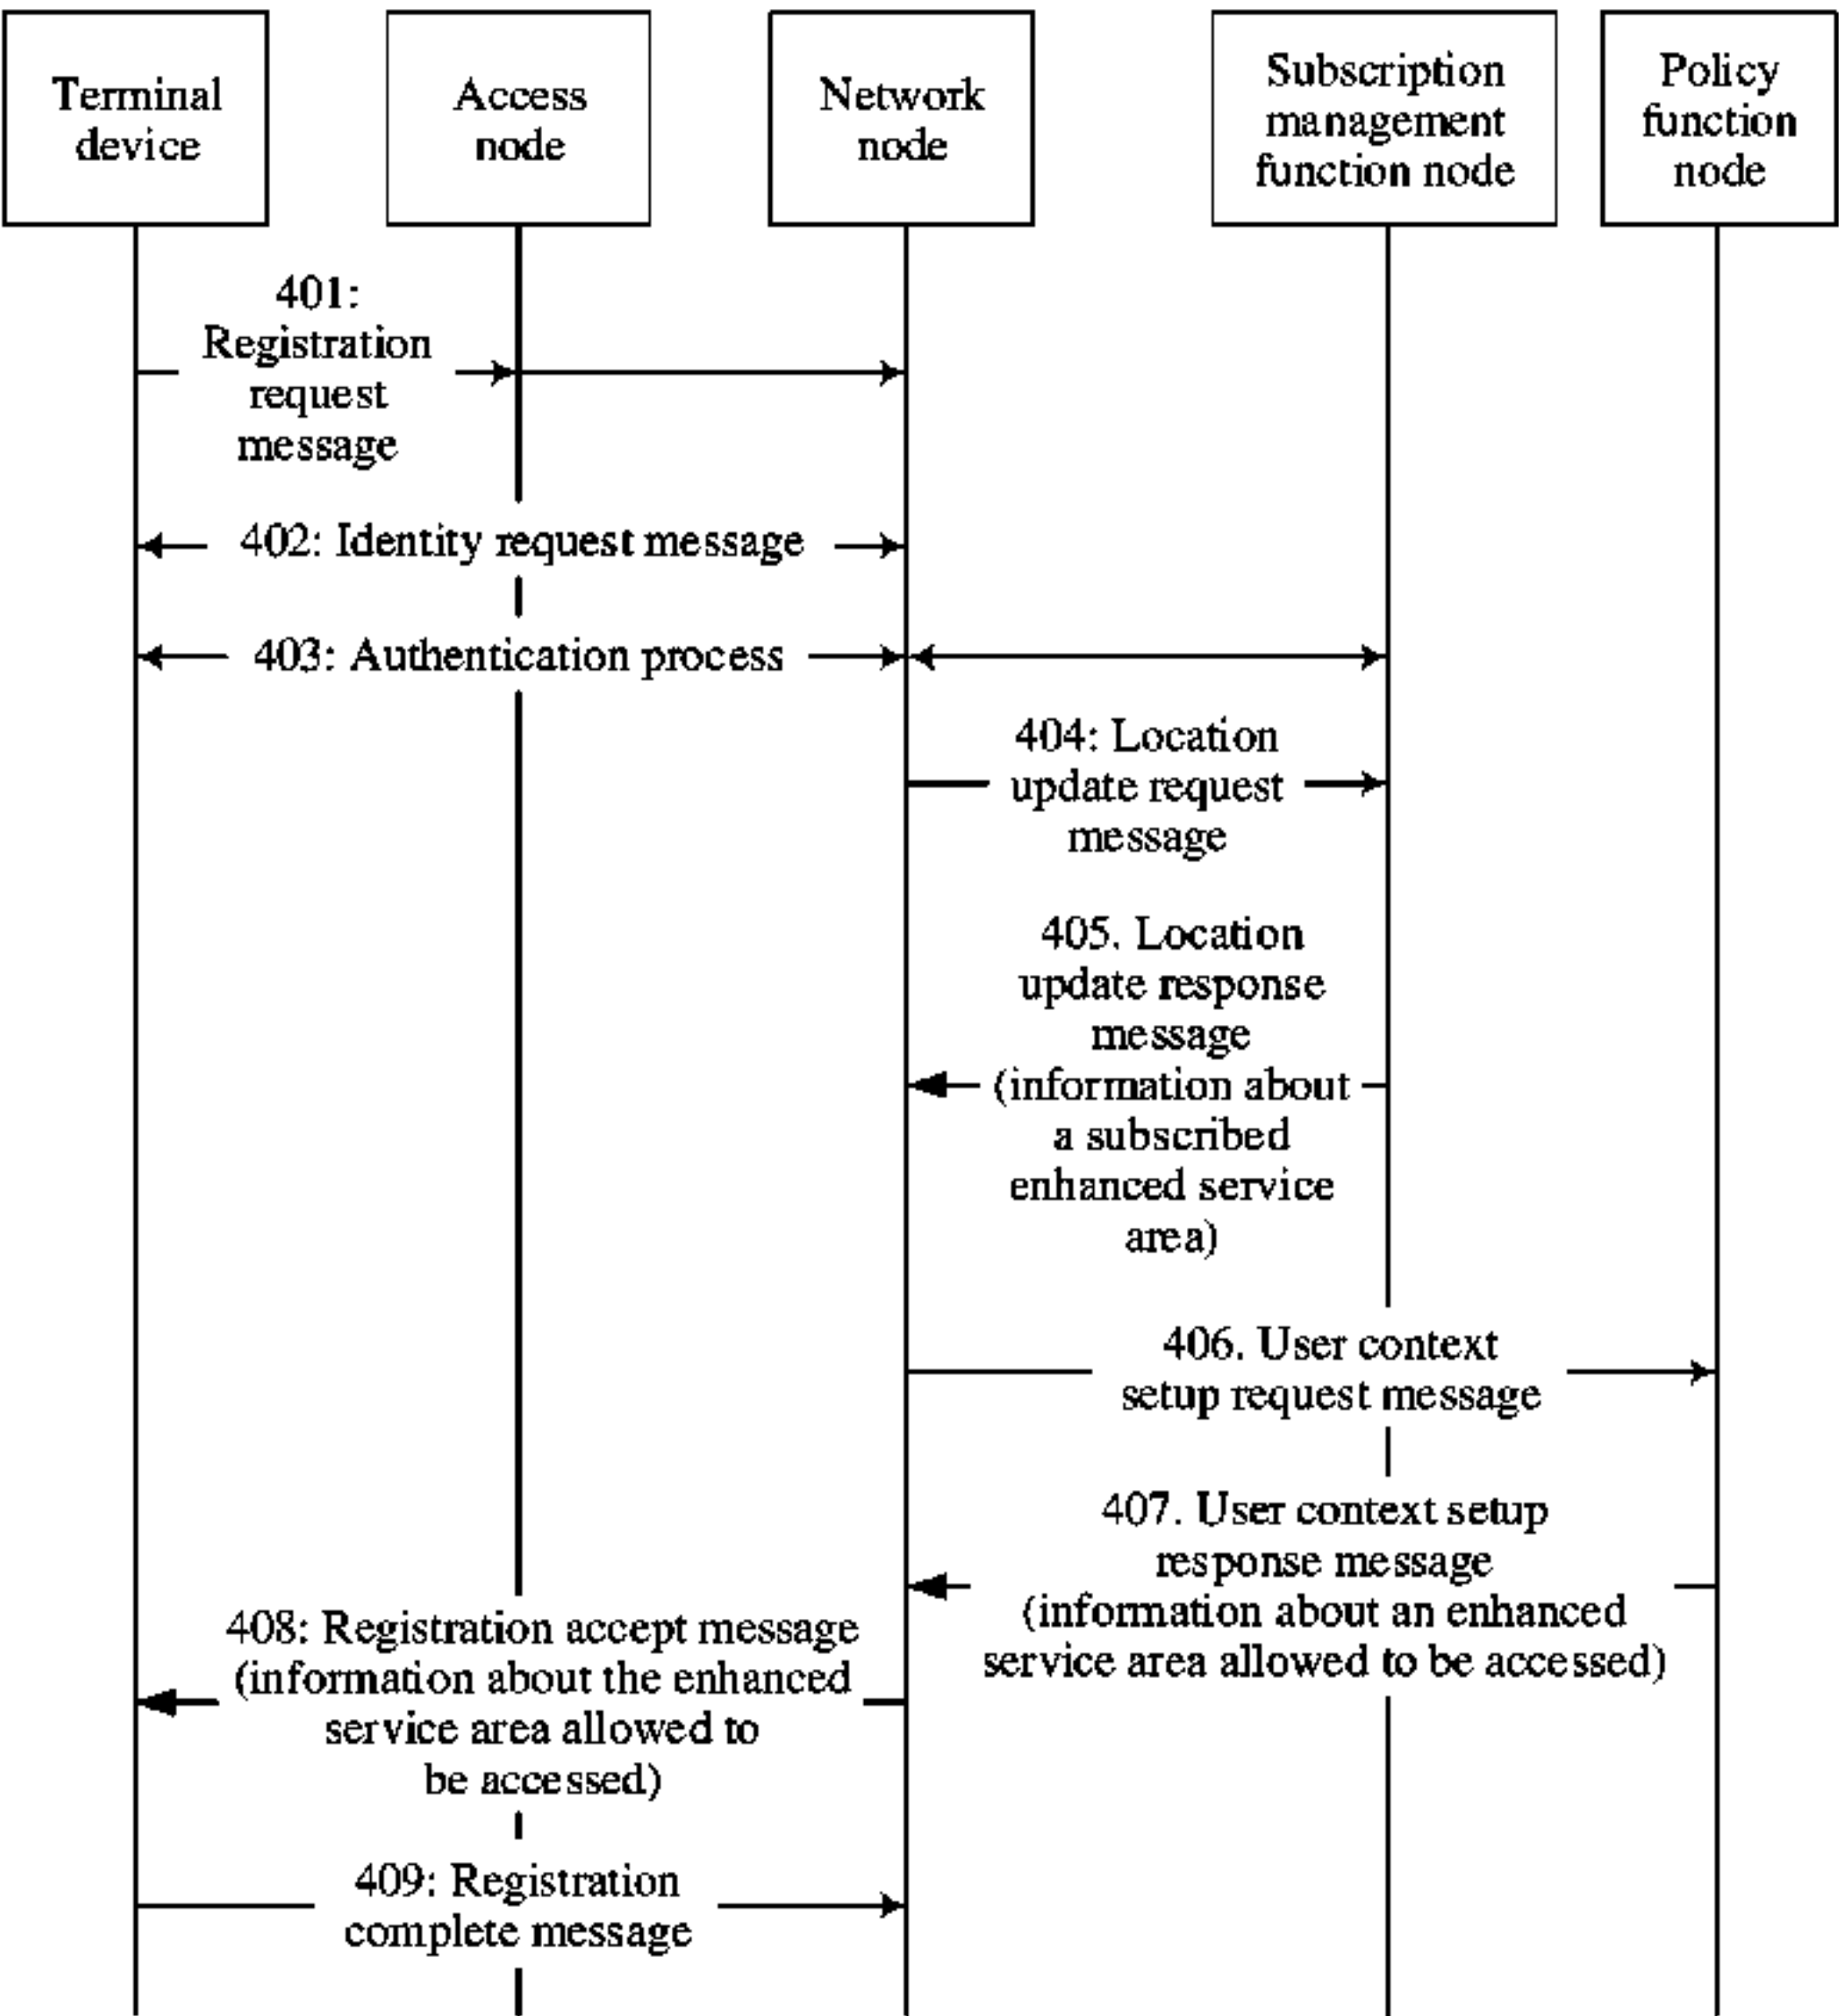 Terminal
device
Access
node
Network
node
Subscription
management
function node
Policy
function
node
401:
Registration
request
message
402: Identity request message
403: Authentication process
404: Location
update request
message
405. Location
update response
message
(information about
a subscribed
enhanced service
area)
406. User context
setup request message
407. User context setup
response message
(information about an enhanced
service area allowed to be accessed)
408: Registration accept message
(information about the enhanced
service area allowed to
be accessed)
409: Registration
complete message